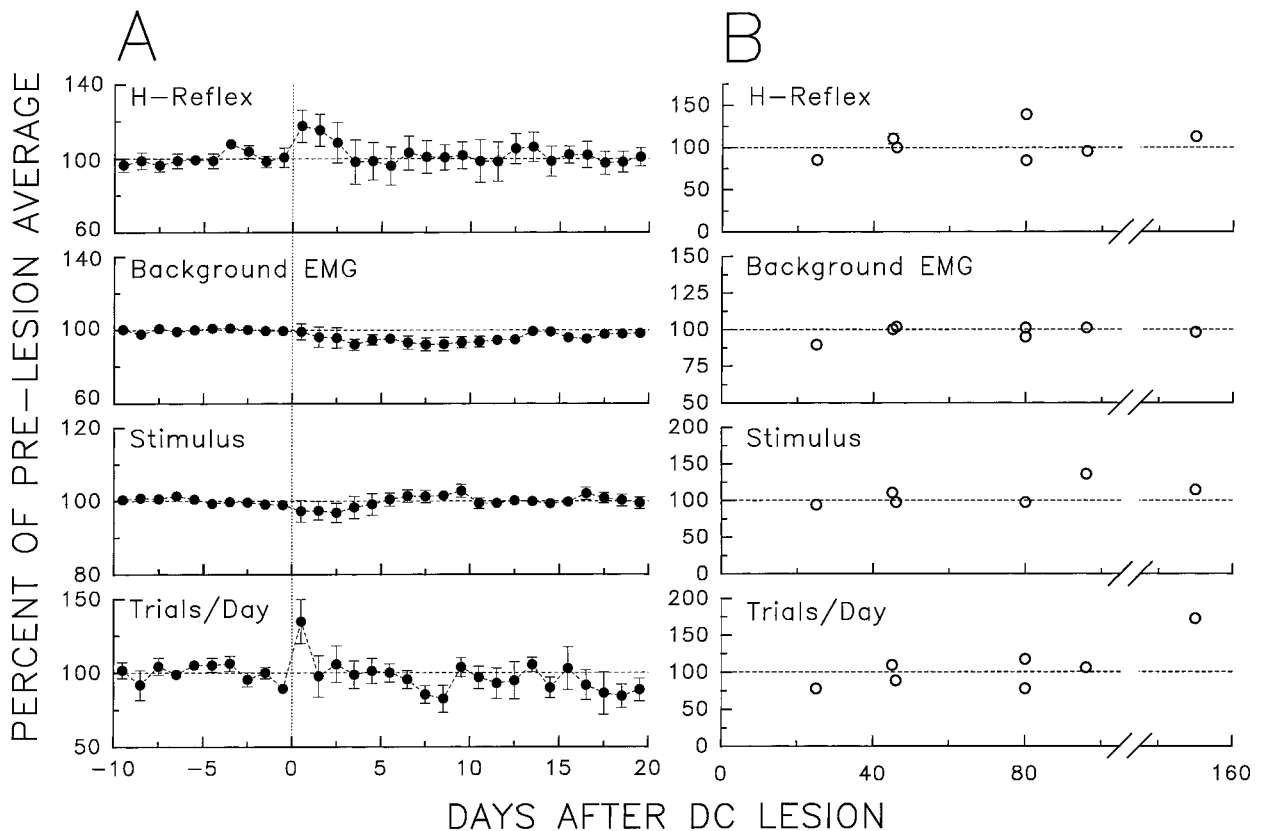 A
B
PERCENT OF PRE-LESION AVERAGE
140
H-Reflex
100
60
150
H-Reflex
100
50
0
140
Background EMG
100
60
150
Background EMG
125
100
75
50
120
Stimulus
100
80
200
Stimulus
150
100
50
0
150
Trials/Day
100
50
200
Trials/Day
150
100
50
0
-10 -5 0 5 10 15 20
0 40 80 160
DAYS AFTER DC LESION